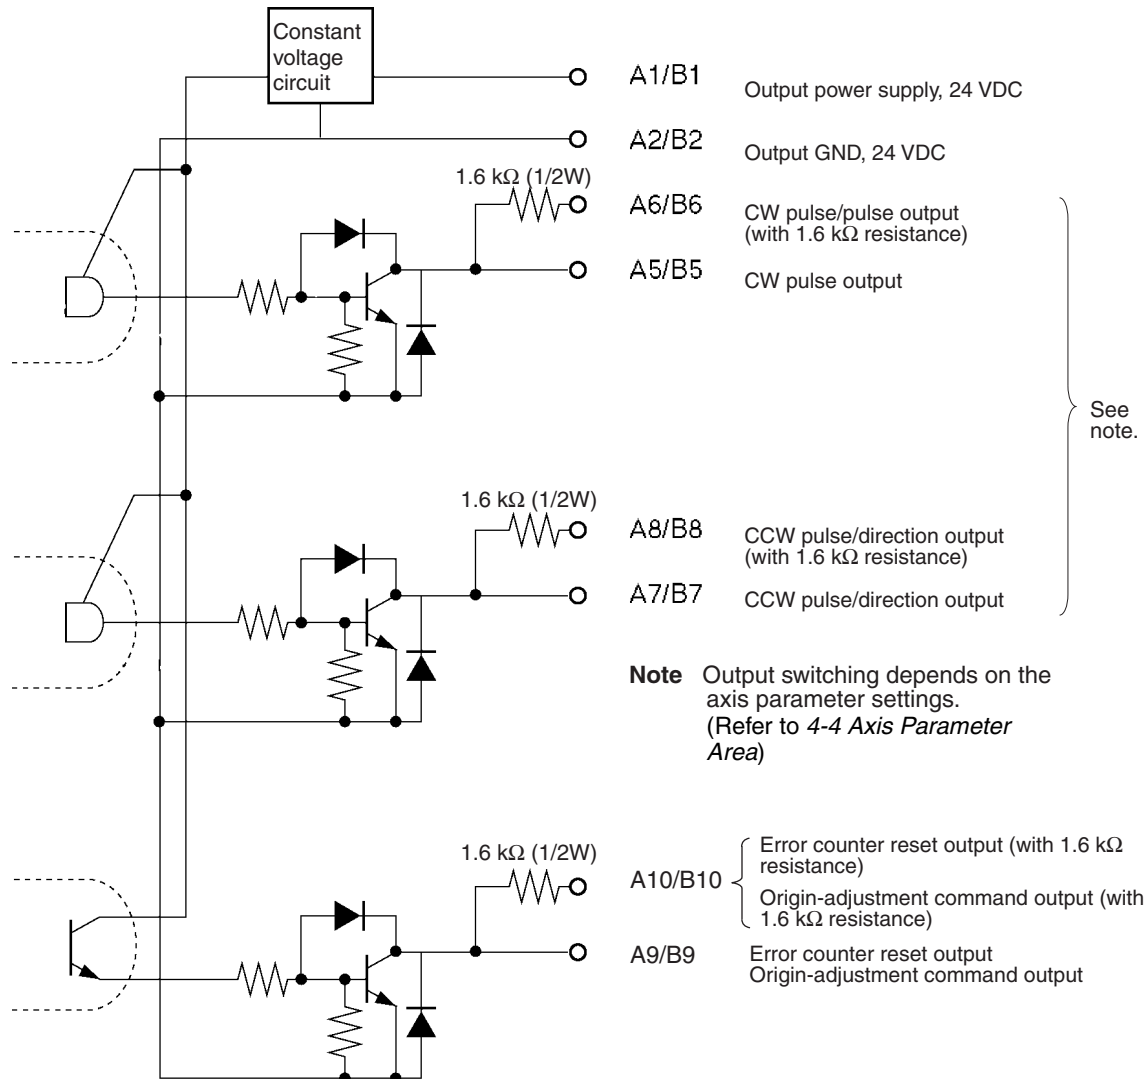 Constant
voltage
circuit
A1/B1
Output power supply, 24 VDC
A2/B2
Output GND, 24 VDC
1.6 kΩ (1/2W)
A6/B6
CW pulse/pulse output
(with 1.6 kΩ resistance)
A5/B5
CW pulse output
See
note.
1.6 kΩ (1/2W)
A8/B8
CCW pulse/direction output
(with 1.6 kΩ resistance)
A7/B7
CCW pulse/direction output
Note Output switching depends on the
axis parameter settings.
(Refer to 4-4 Axis Parameter
Area)
1.6 kΩ (1/2W)
A10/B10
Error counter reset output (with 1.6 kΩ
resistance)
Origin-adjustment command output (with
1.6 kΩ resistance)
A9/B9
Error counter reset output
Origin-adjustment command output